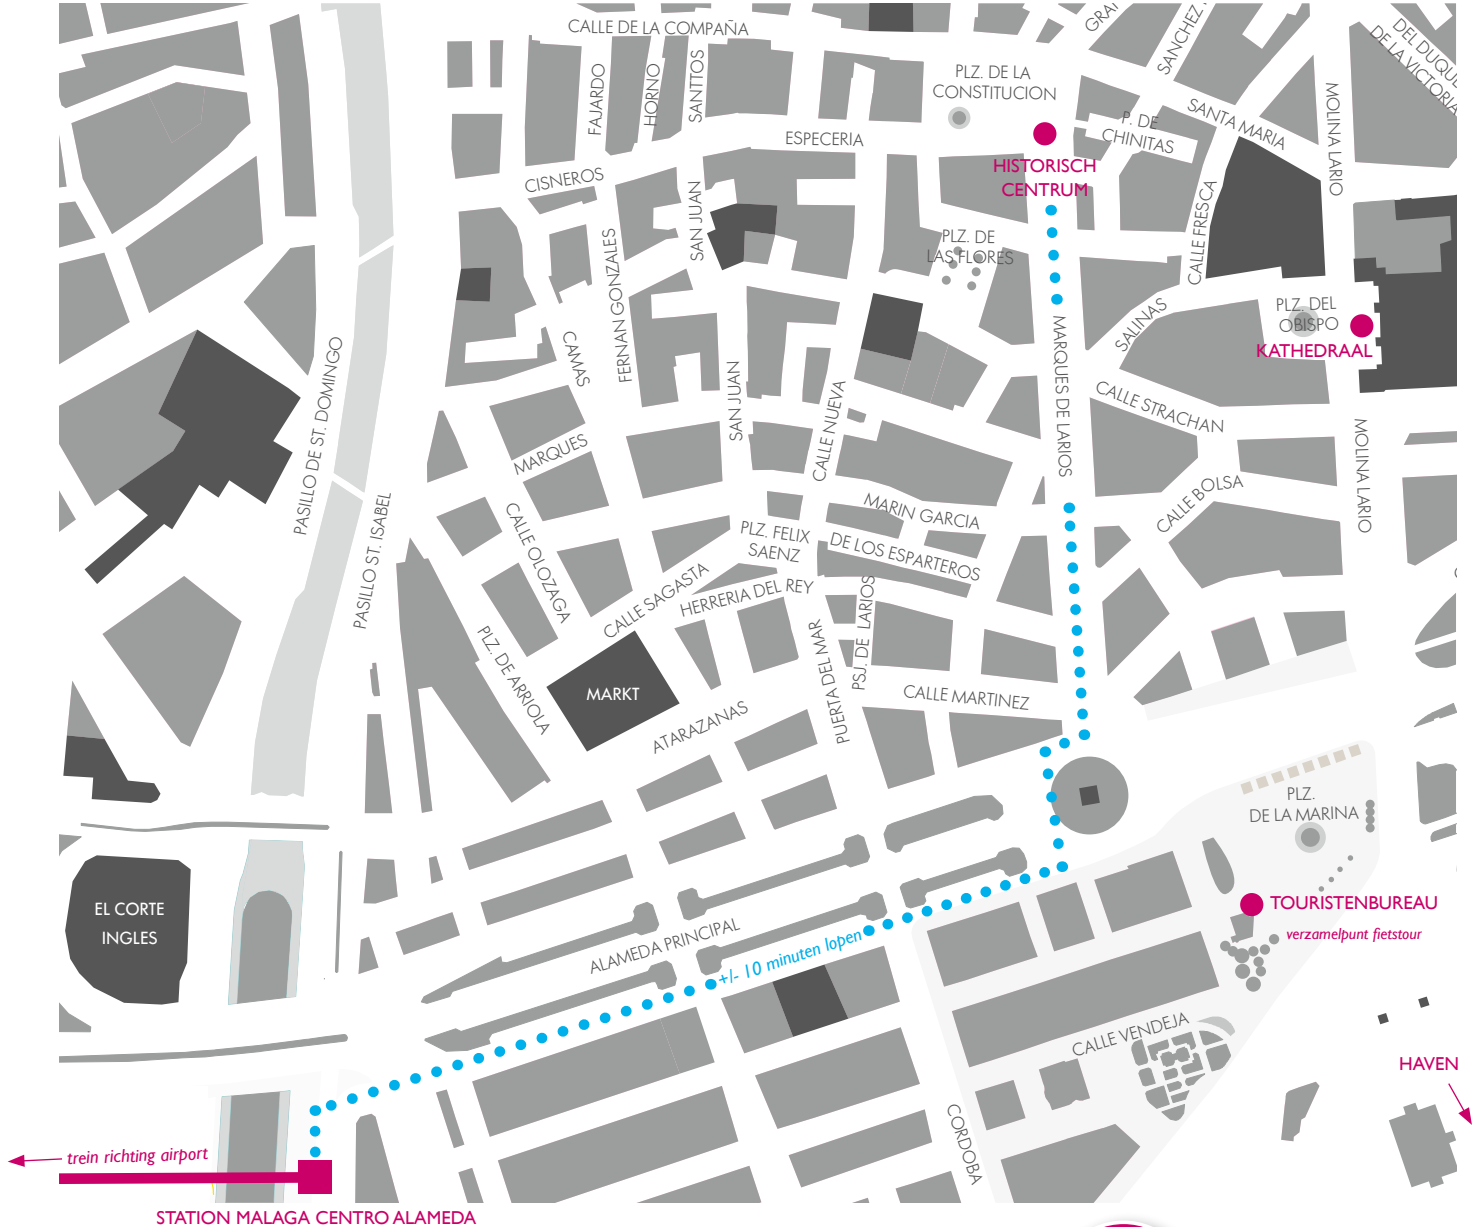 CALLE DE LA COMPAÑA
FAJARDO
HORNO
SANTTOS
PLZ. DE LA
CONSTITUCION
SANCHEZ
DEL DUQUE
DE LA VICTORIA
MOLINA LARIO
SANTA MARIA
P. DE
CHINITAS
ESPECERIA
HISTORISCH
CENTRUM
CISNEROS
SAN JUAN
CALLE FRESCA
FERNAN GONZALES
PLZ. DE
LAS FLORES
SALINAS
PLZ. DEL
OBISPO
KATHEDRAAL
MARQUES DE LARIOS
CAMAS
PASILLO DE ST. DOMINGO
SAN JUAN
CALLE NUEVA
CALLE STRACHAN
MOLINA LARIO
MARQUES
CALLE BOLSA
PASILLO ST. ISABEL
CALLE OLOZAGA
MARIN GARCIA
PLZ. FELIX
SAENZ
DE LOS ESPARTEROS
CALLE SAGASTA
HERRERIA DEL REY
PSJ. DE LARIOS
PUERTA DEL MAR
PLZ. DE ARRIOLA
MARKT
CALLE MARTINEZ
ATARAZANAS
PLZ.
DE LA MARINA
EL CORTE
INGLES
TOURISTENBUREAU
verzamelpunt fietstour
ALAMEDA PRINCIPAL
+/- 10 minuten lopen
CALLE VENDEJA
HAVEN
CORDOBA
trein richting airport
STATION MALAGA CENTRO ALAMEDA